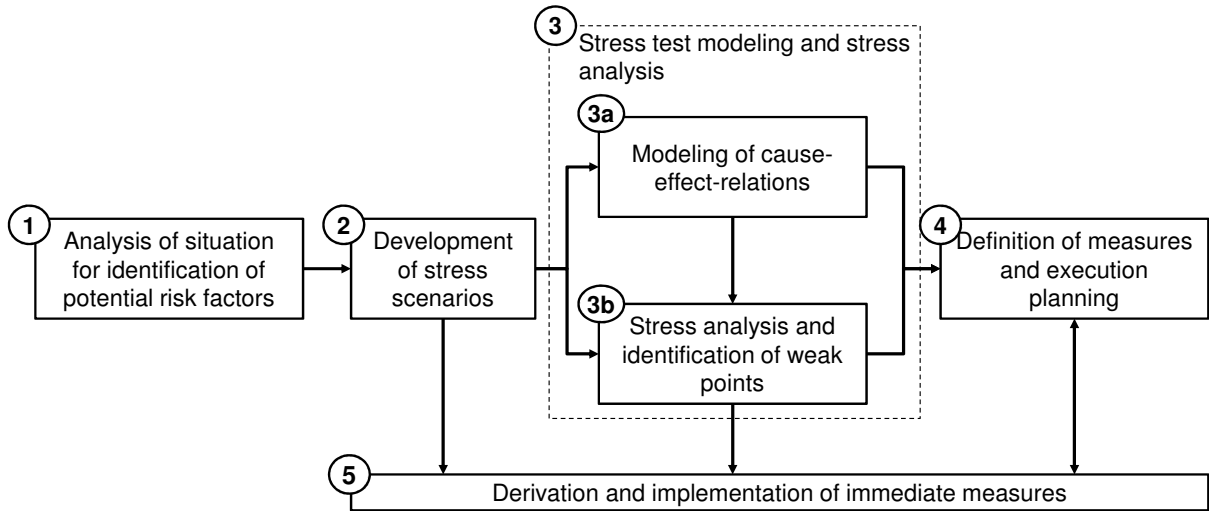 3
Stress test modeling and stress
analysis
3a
Modeling of cause-
effect-relations
1
Analysis of situation
for identification of
potential risk factors
2
Development
of stress
scenarios
3b
Stress analysis and
identification of weak
points
4
Definition of measures
and execution
planning
5
Derivation and implementation of immediate measures